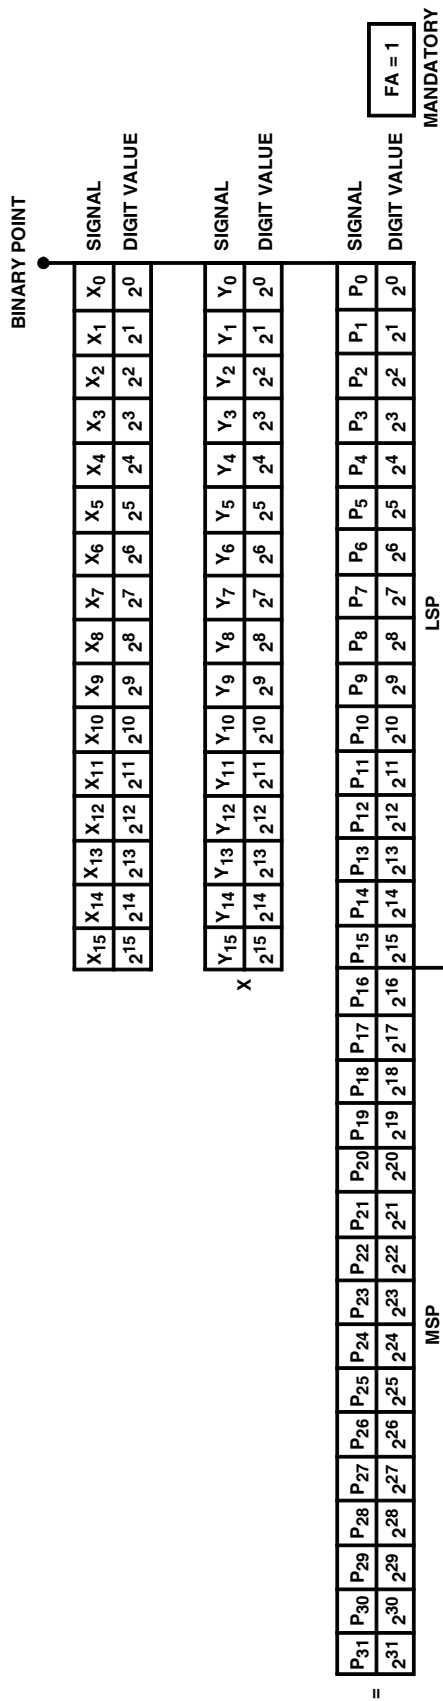 BINARY POINT
X15 X14 X13 X12 X11 X10 X9 X8 X7 X6 X5 X4 X3 X2 X1 X0 SIGNAL
2^15 2^14 2^13 2^12 2^11 2^10 2^9 2^8 2^7 2^6 2^5 2^4 2^3 2^2 2^1 2^0 DIGIT VALUE
X Y15 Y14 Y13 Y12 Y11 Y10 Y9 Y8 Y7 Y6 Y5 Y4 Y3 Y2 Y1 Y0 SIGNAL
2^15 2^14 2^13 2^12 2^11 2^10 2^9 2^8 2^7 2^6 2^5 2^4 2^3 2^2 2^1 2^0 DIGIT VALUE
= P31 P30 P29 P28 P27 P26 P25 P24 P23 P22 P21 P20 P19 P18 P17 P16 P15 P14 P13 P12 P11 P10 P9 P8 P7 P6 P5 P4 P3 P2 P1 P0 SIGNAL
2^31 2^30 2^29 2^28 2^27 2^26 2^25 2^24 2^23 2^22 2^21 2^20 2^19 2^18 2^17 2^16 2^15 2^14 2^13 2^12 2^11 2^10 2^9 2^8 2^7 2^6 2^5 2^4 2^3 2^2 2^1 2^0 DIGIT VALUE
FA = 1
MSP LSP MANDATORY